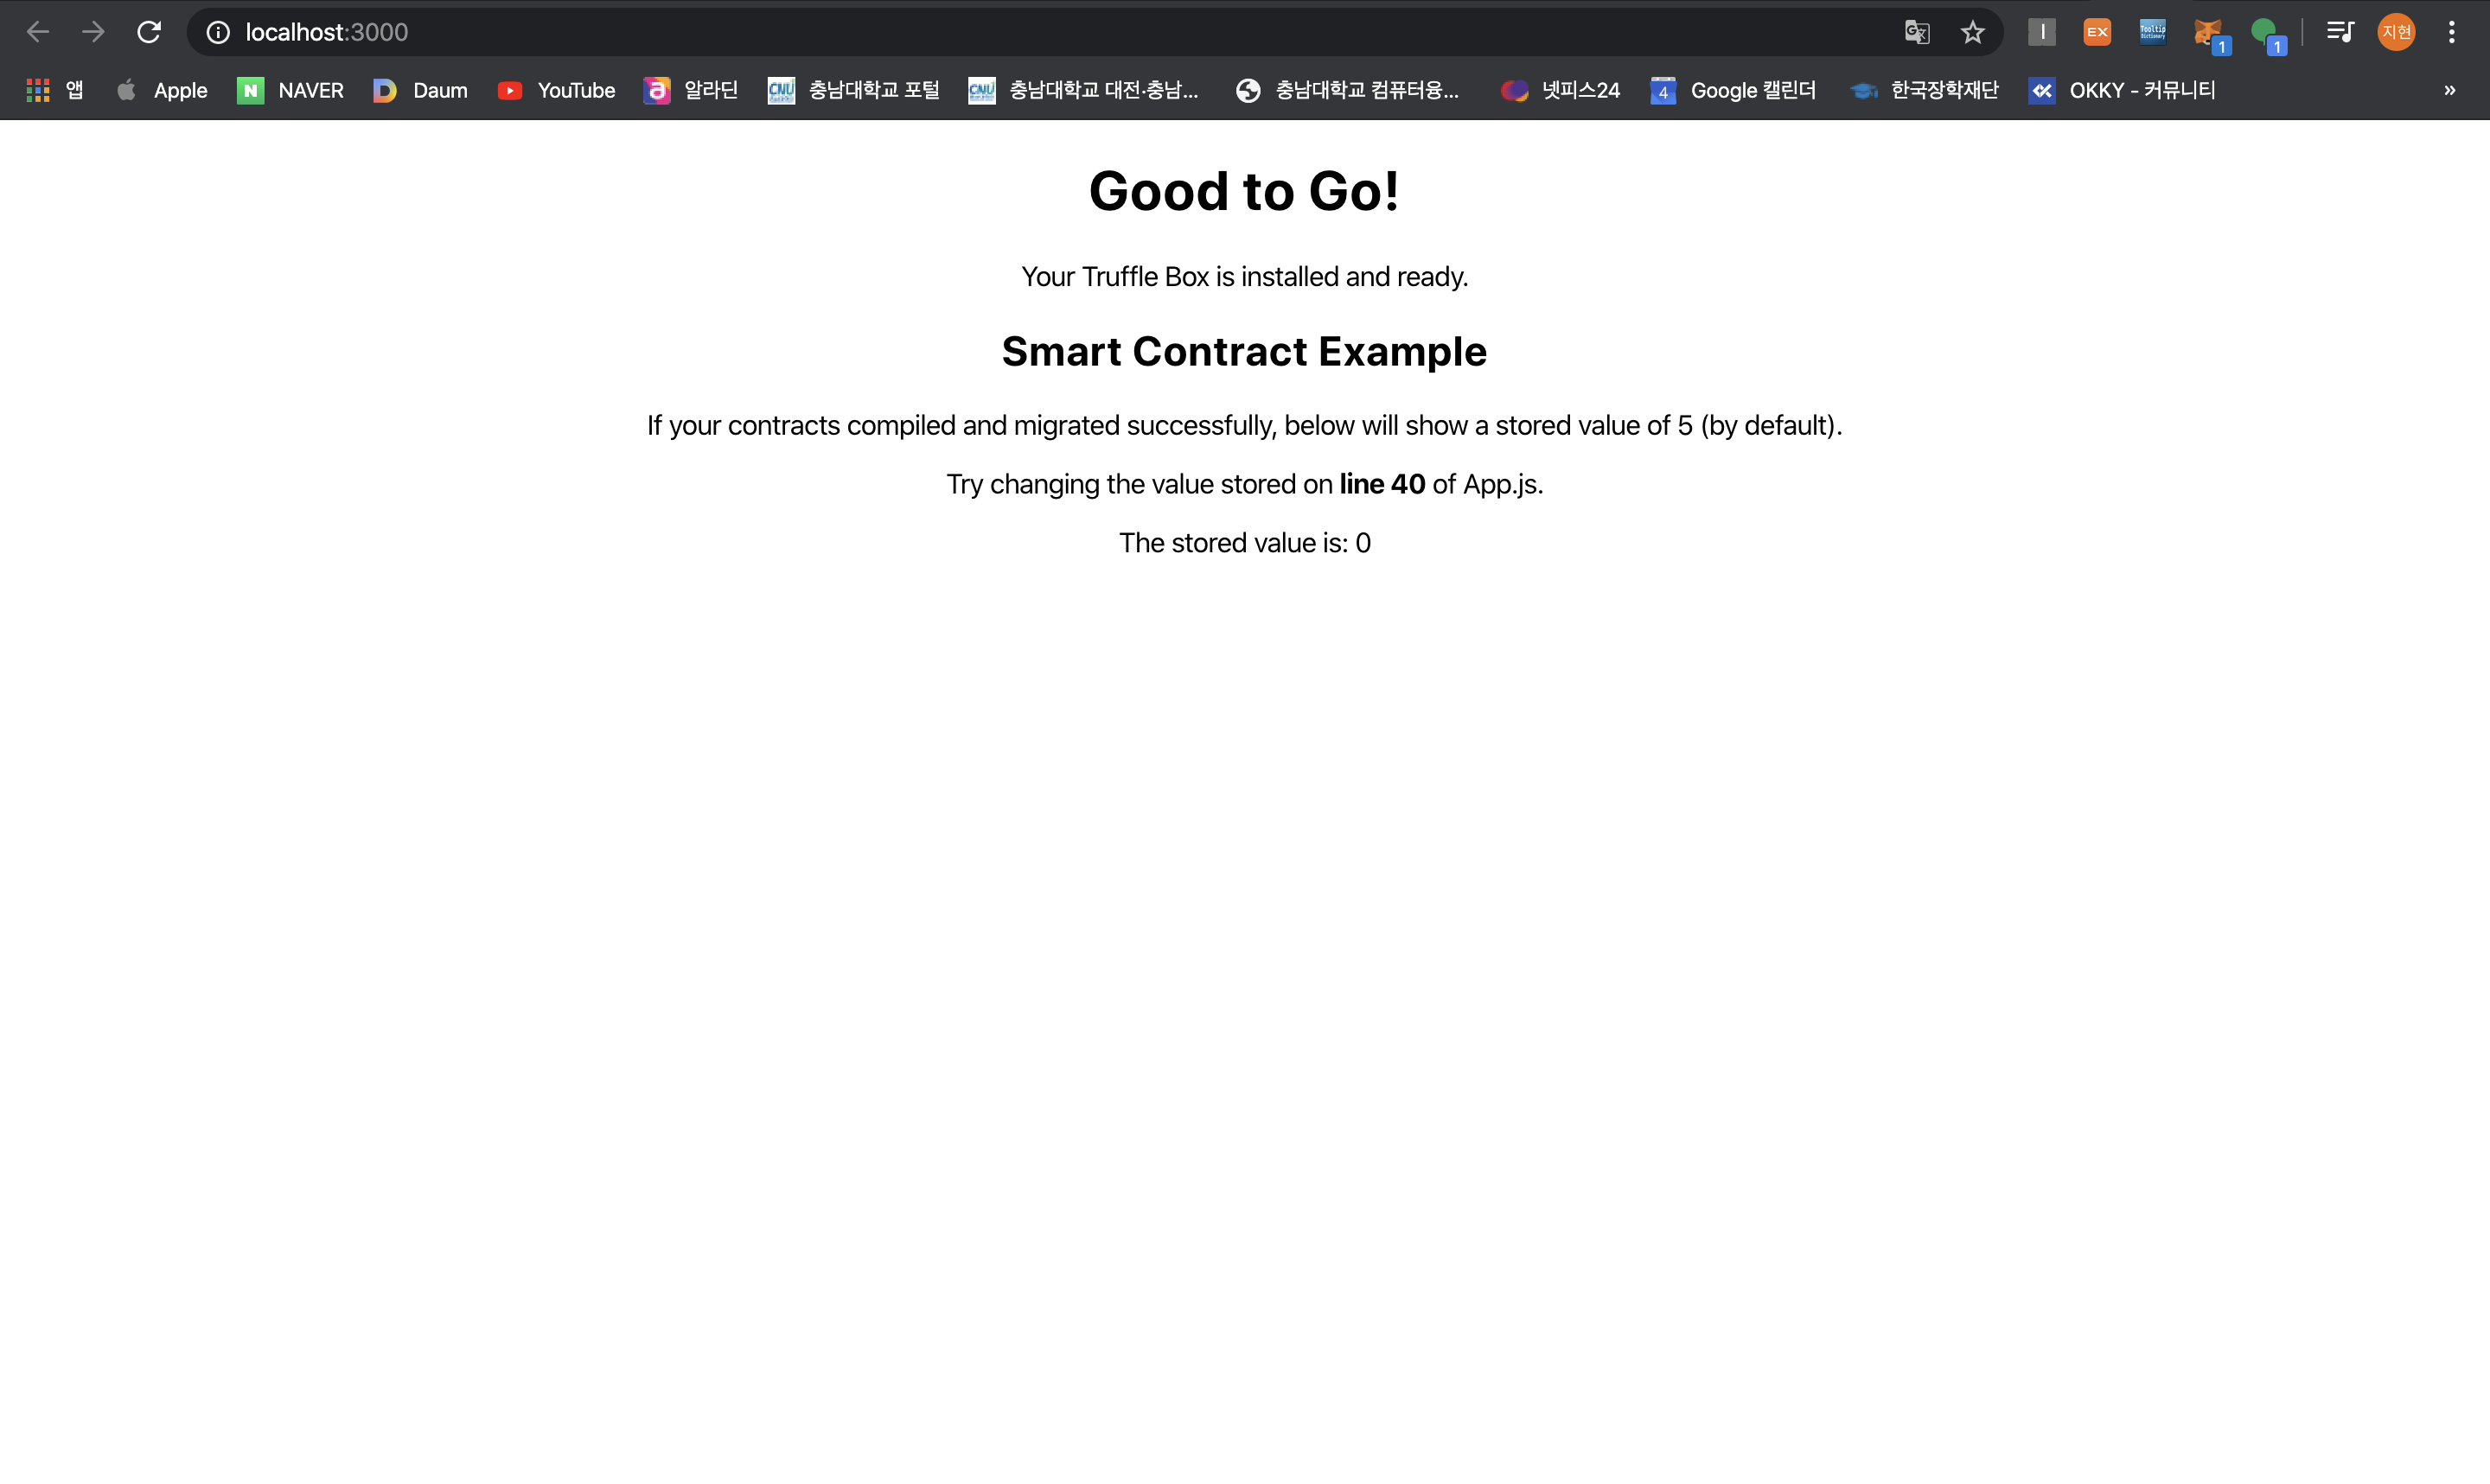 localhost:3000
EX
Tooltip
Dictionary
1
1
지현
앱 Apple N NAVER D Daum YouTube a 알라딘 CNU 충남대학교 포털 CNU 충남대학교 대전·충남... 충남대학교 컴퓨터융... 넷피스24 4 Google 캘린더 한국장학재단 OKKY - 커뮤니티 »
Good to Go!
Your Truffle Box is installed and ready.
Smart Contract Example
If your contracts compiled and migrated successfully, below will show a stored value of 5 (by default).
Try changing the value stored on line 40 of App.js.
The stored value is: 0